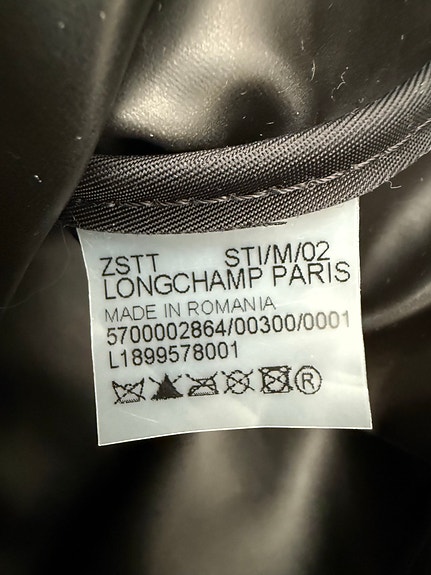 ZSTT STI/M/02
LONGCHAMP PARIS
MADE IN ROMANIA
5700002864/00300/0001
L1899578001
®